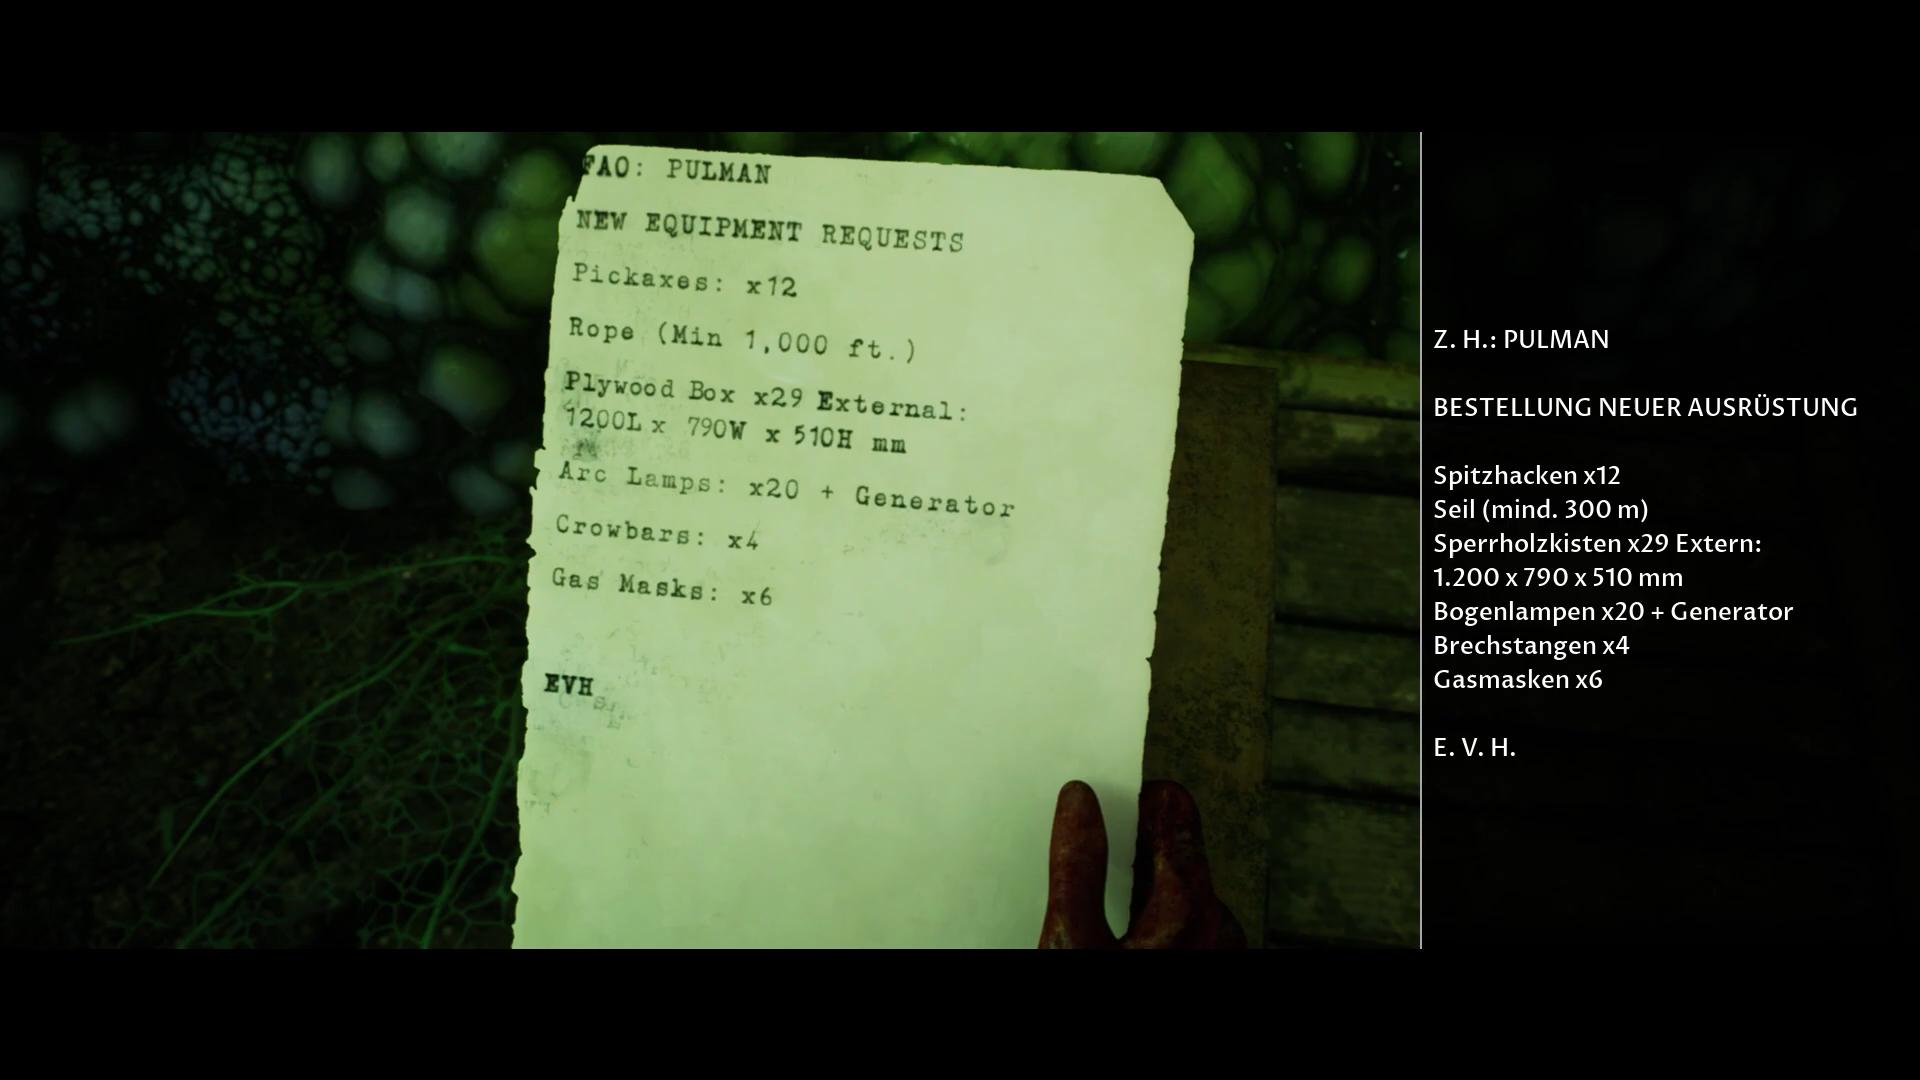 FAO: PULMAN
NEW EQUIPMENT REQUESTS
Pickaxes: x12
Rope (Min 1,000 ft.)
Plywood Box x29 External:
1200L x 790W x 510H mm
Arc Lamps: x20 + Generator
Crowbars: x4
Gas Masks: x6
EVH
Z. H.: PULMAN
BESTELLUNG NEUER AUSRÜSTUNG
Spitzhacken x12
Seil (mind. 300 m)
Sperrholzkisten x29 Extern:
1.200 x 790 x 510 mm
Bogenlampen x20 + Generator
Brechstangen x4
Gasmasken x6
E. V. H.